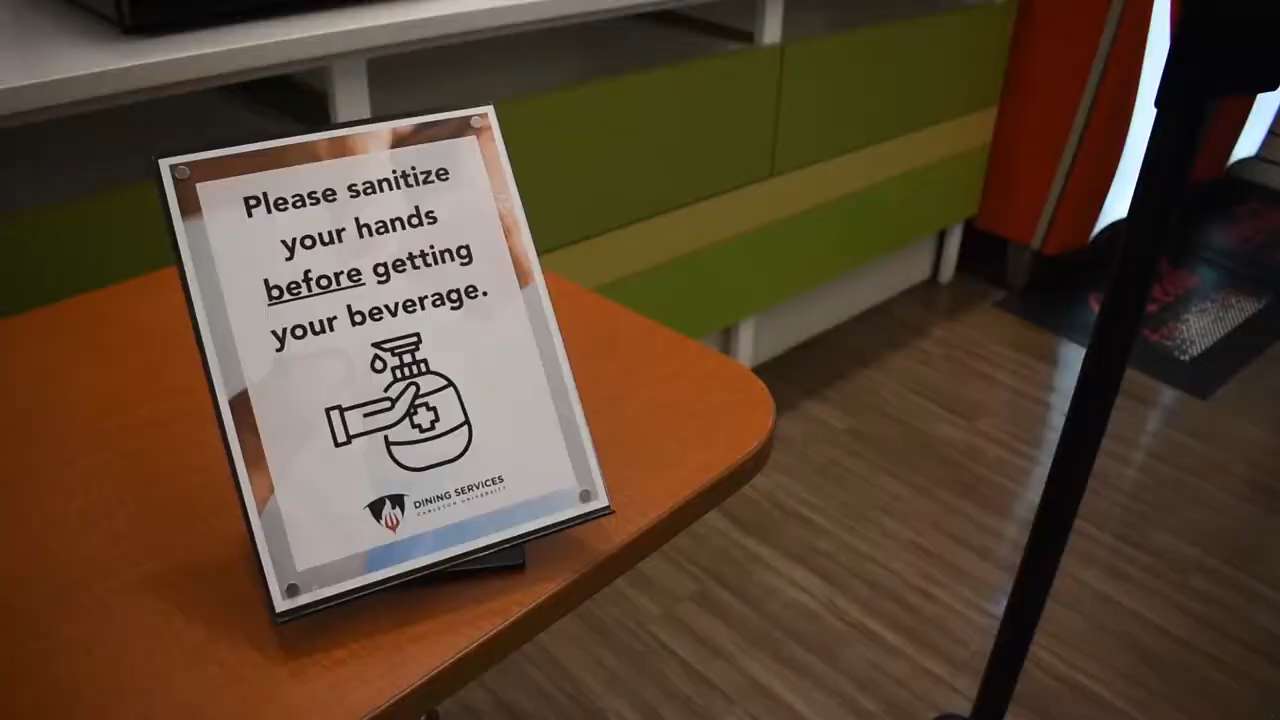 Please sanitize
your hands
before getting
your beverage.
DINING SERVICES
CARLETON UNIVERSITY